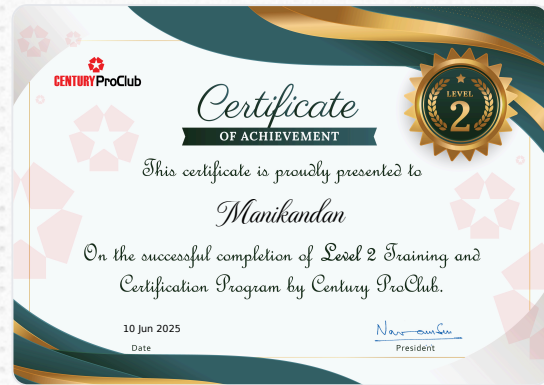 CENTURY ProClub
Certificate
OF ACHIEVEMENT
LEVEL
2
This certificate is proudly presented to
Manikandan
On the successful completion of Level 2 Training and
Certification Program by Century ProClub.
10 Jun 2025
Date
President